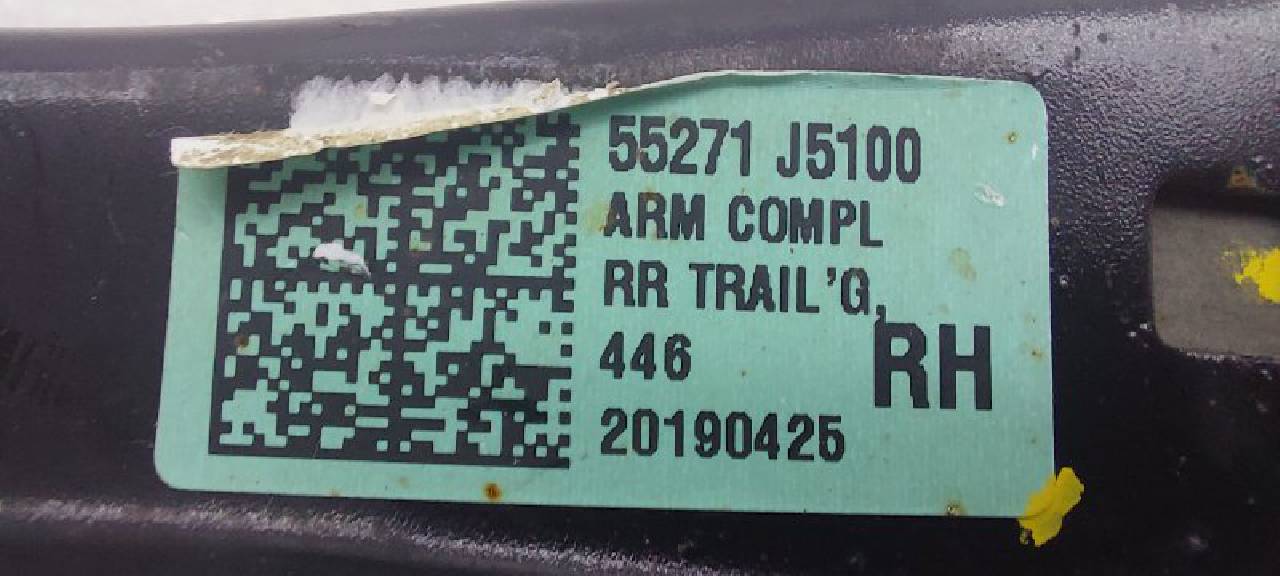 55271 J5100
ARM COMPL
RR TRAIL'G,
446
RH
20190425